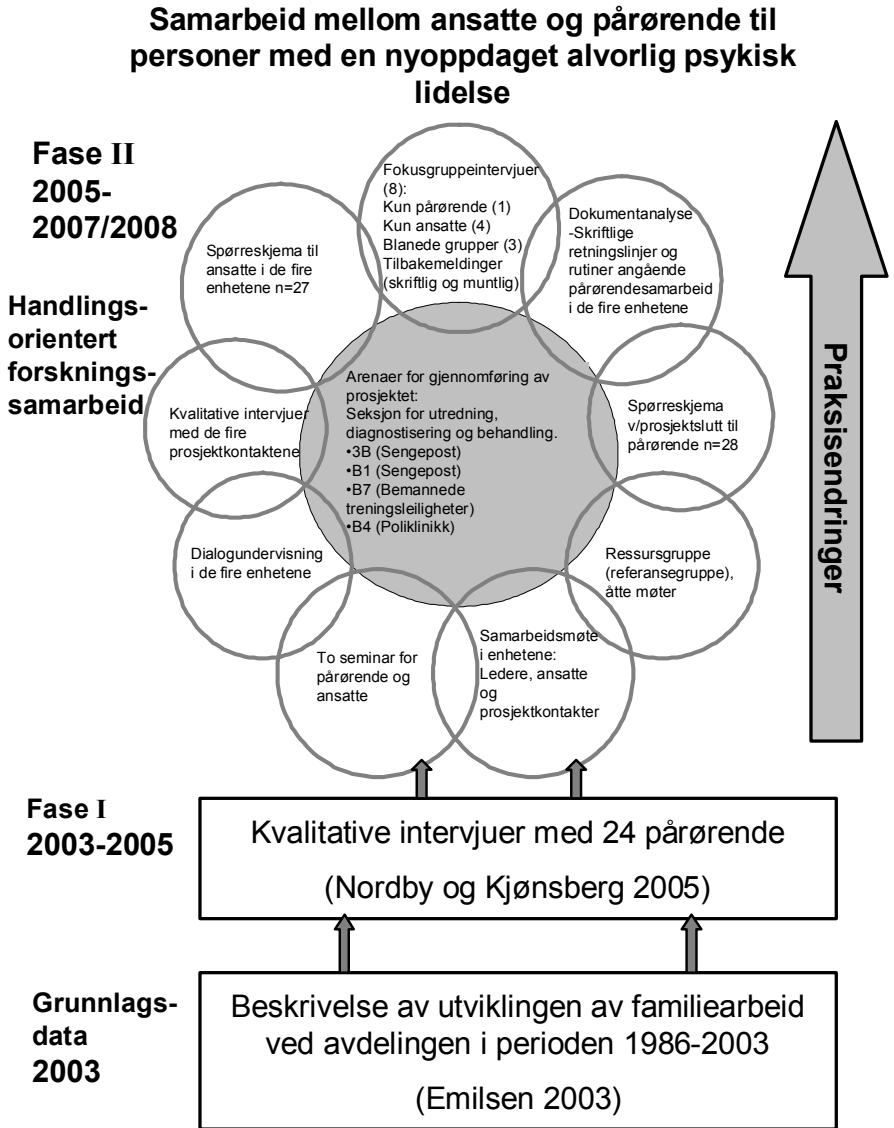 Samarbeid mellom ansatte og pårørende til
personer med en nyoppdaget alvorlig psykisk
lidelse
Fase II
2005-
2007/2008
Handlings-
orientert
forsknings-
samarbeid
Fokusgruppeintervjuer
(8):
Kun pårørende (1)
Kun ansatte (4)
Blanede grupper (3)
Tilbakemeldinger
(skriftlig og muntlig)
Spørreskjema til
ansatte i de fire
enhetene n=27
Dokumentanalyse
-Skriftlige
retningslinjer og
rutiner angående
pårørendesamarbeid
i de fire enhetene
Kvalitative intervjuer
med de fire
prosjektkontaktene
Arenaer for gjennomføring av
prosjektet:
Seksjon for utredning,
diagnostisering og behandling.
•3B (Sengepost)
•B1 (Sengepost)
•B7 (Bemannede
treningsleiligheter)
•B4 (Poliklinikk)
Spørreskjema
v/prosjektslutt til
pårørende n=28
Dialogundervisning
i de fire enhetene
Ressursgruppe
(referansegruppe),
åtte møter
To seminar for
pårørende og
ansatte
Samarbeidsmøte
i enhetene:
Ledere, ansatte
og
prosjektkontakter
Praksisendringer
Fase I
2003-2005
Kvalitative intervjuer med 24 pårørende
(Nordby og Kjønsberg 2005)
Grunnlags-
data
2003
Beskrivelse av utviklingen av familiearbeid
ved avdelingen i perioden 1986-2003
(Emilsen 2003)